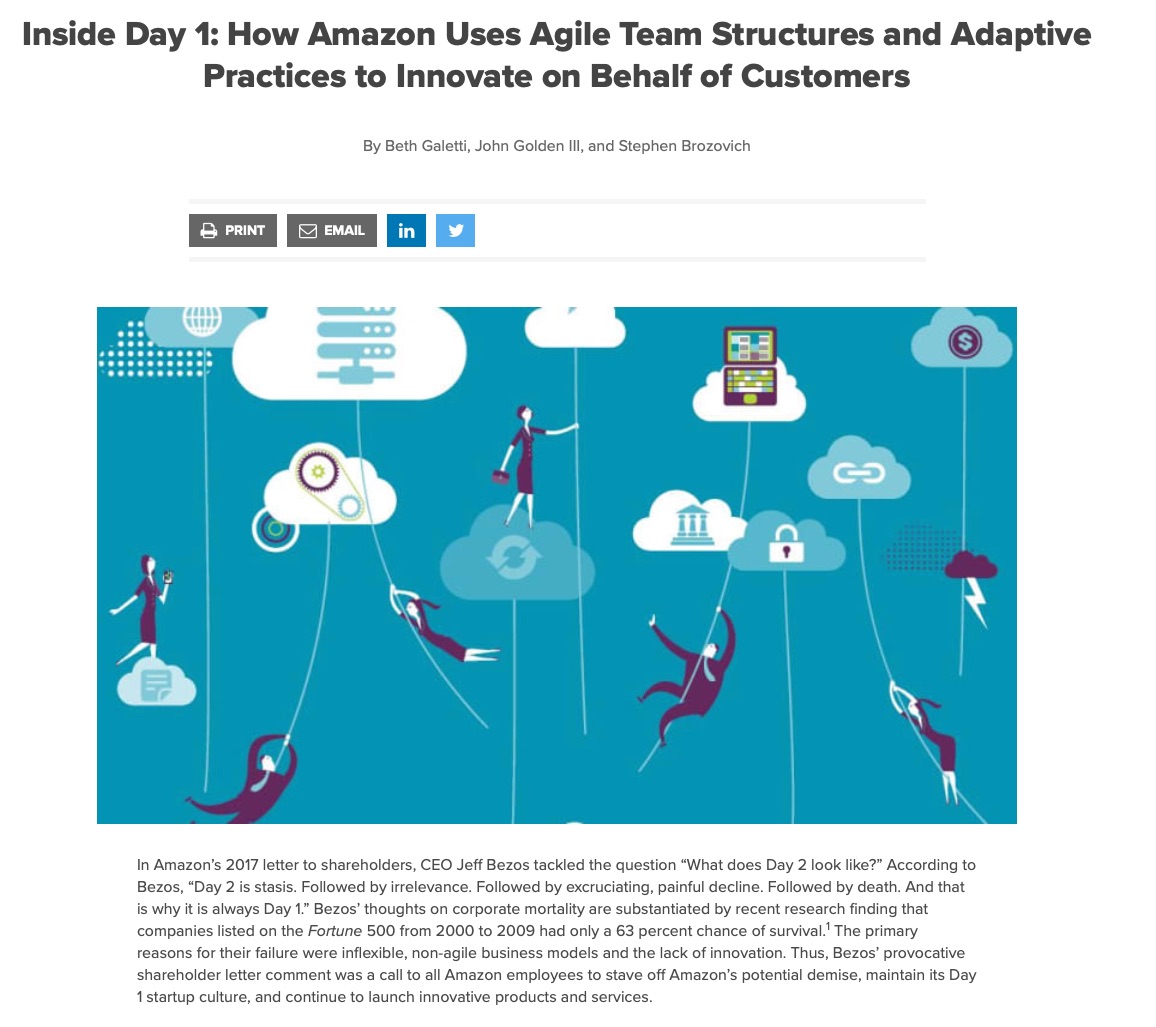 Inside Day 1: How Amazon Uses Agile Team Structures and Adaptive
Practices to Innovate on Behalf of Customers
By Beth Galetti, John Golden III, and Stephen Brozovich
PRINT
EMAIL
in
$
In Amazon’s 2017 letter to shareholders, CEO Jeff Bezos tackled the question “What does Day 2 look like?” According to
Bezos, “Day 2 is stasis. Followed by irrelevance. Followed by excruciating, painful decline. Followed by death. And that
is why it is always Day 1.” Bezos’ thoughts on corporate mortality are substantiated by recent research finding that
companies listed on the Fortune 500 from 2000 to 2009 had only a 63 percent chance of survival.1 The primary
reasons for their failure were inflexible, non-agile business models and the lack of innovation. Thus, Bezos’ provocative
shareholder letter comment was a call to all Amazon employees to stave off Amazon’s potential demise, maintain its Day
1 startup culture, and continue to launch innovative products and services.